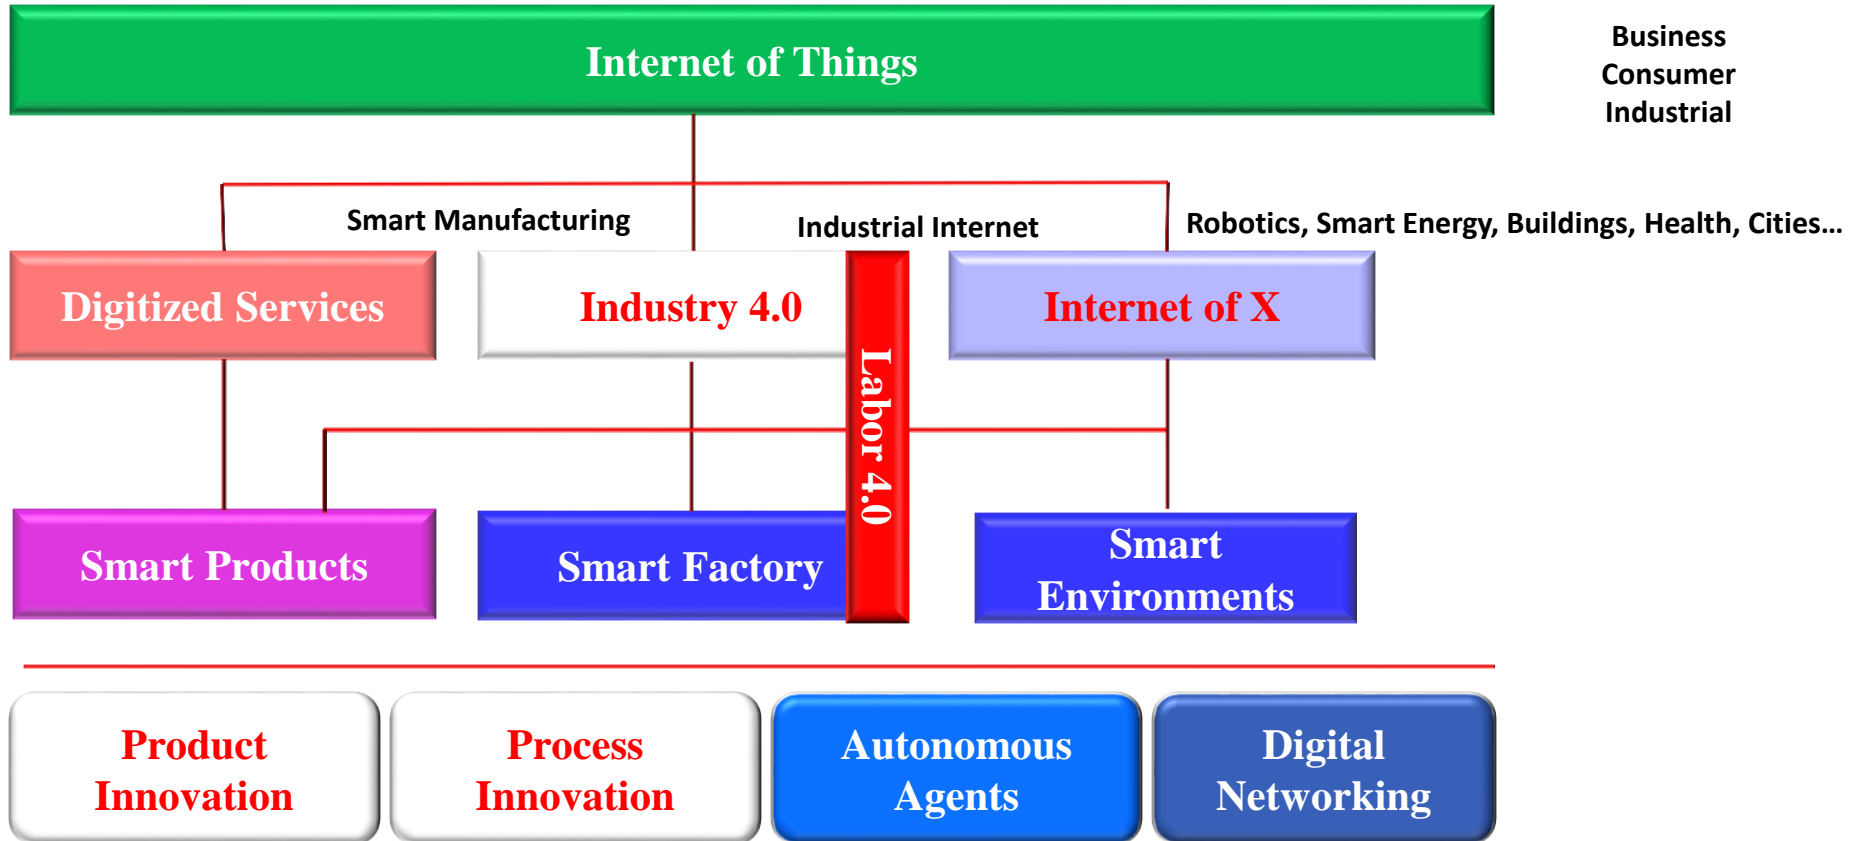 Internet of Things
Business
Consumer
Industrial
Smart Manufacturing
Industrial Internet
Robotics, Smart Energy, Buildings, Health, Cities...
Digitized Services
Industry 4.0
Internet of X
Labor 4.0
Smart Products
Smart Factory
Smart
Environments
Product
Innovation
Process
Innovation
Autonomous
Agents
Digital
Networking